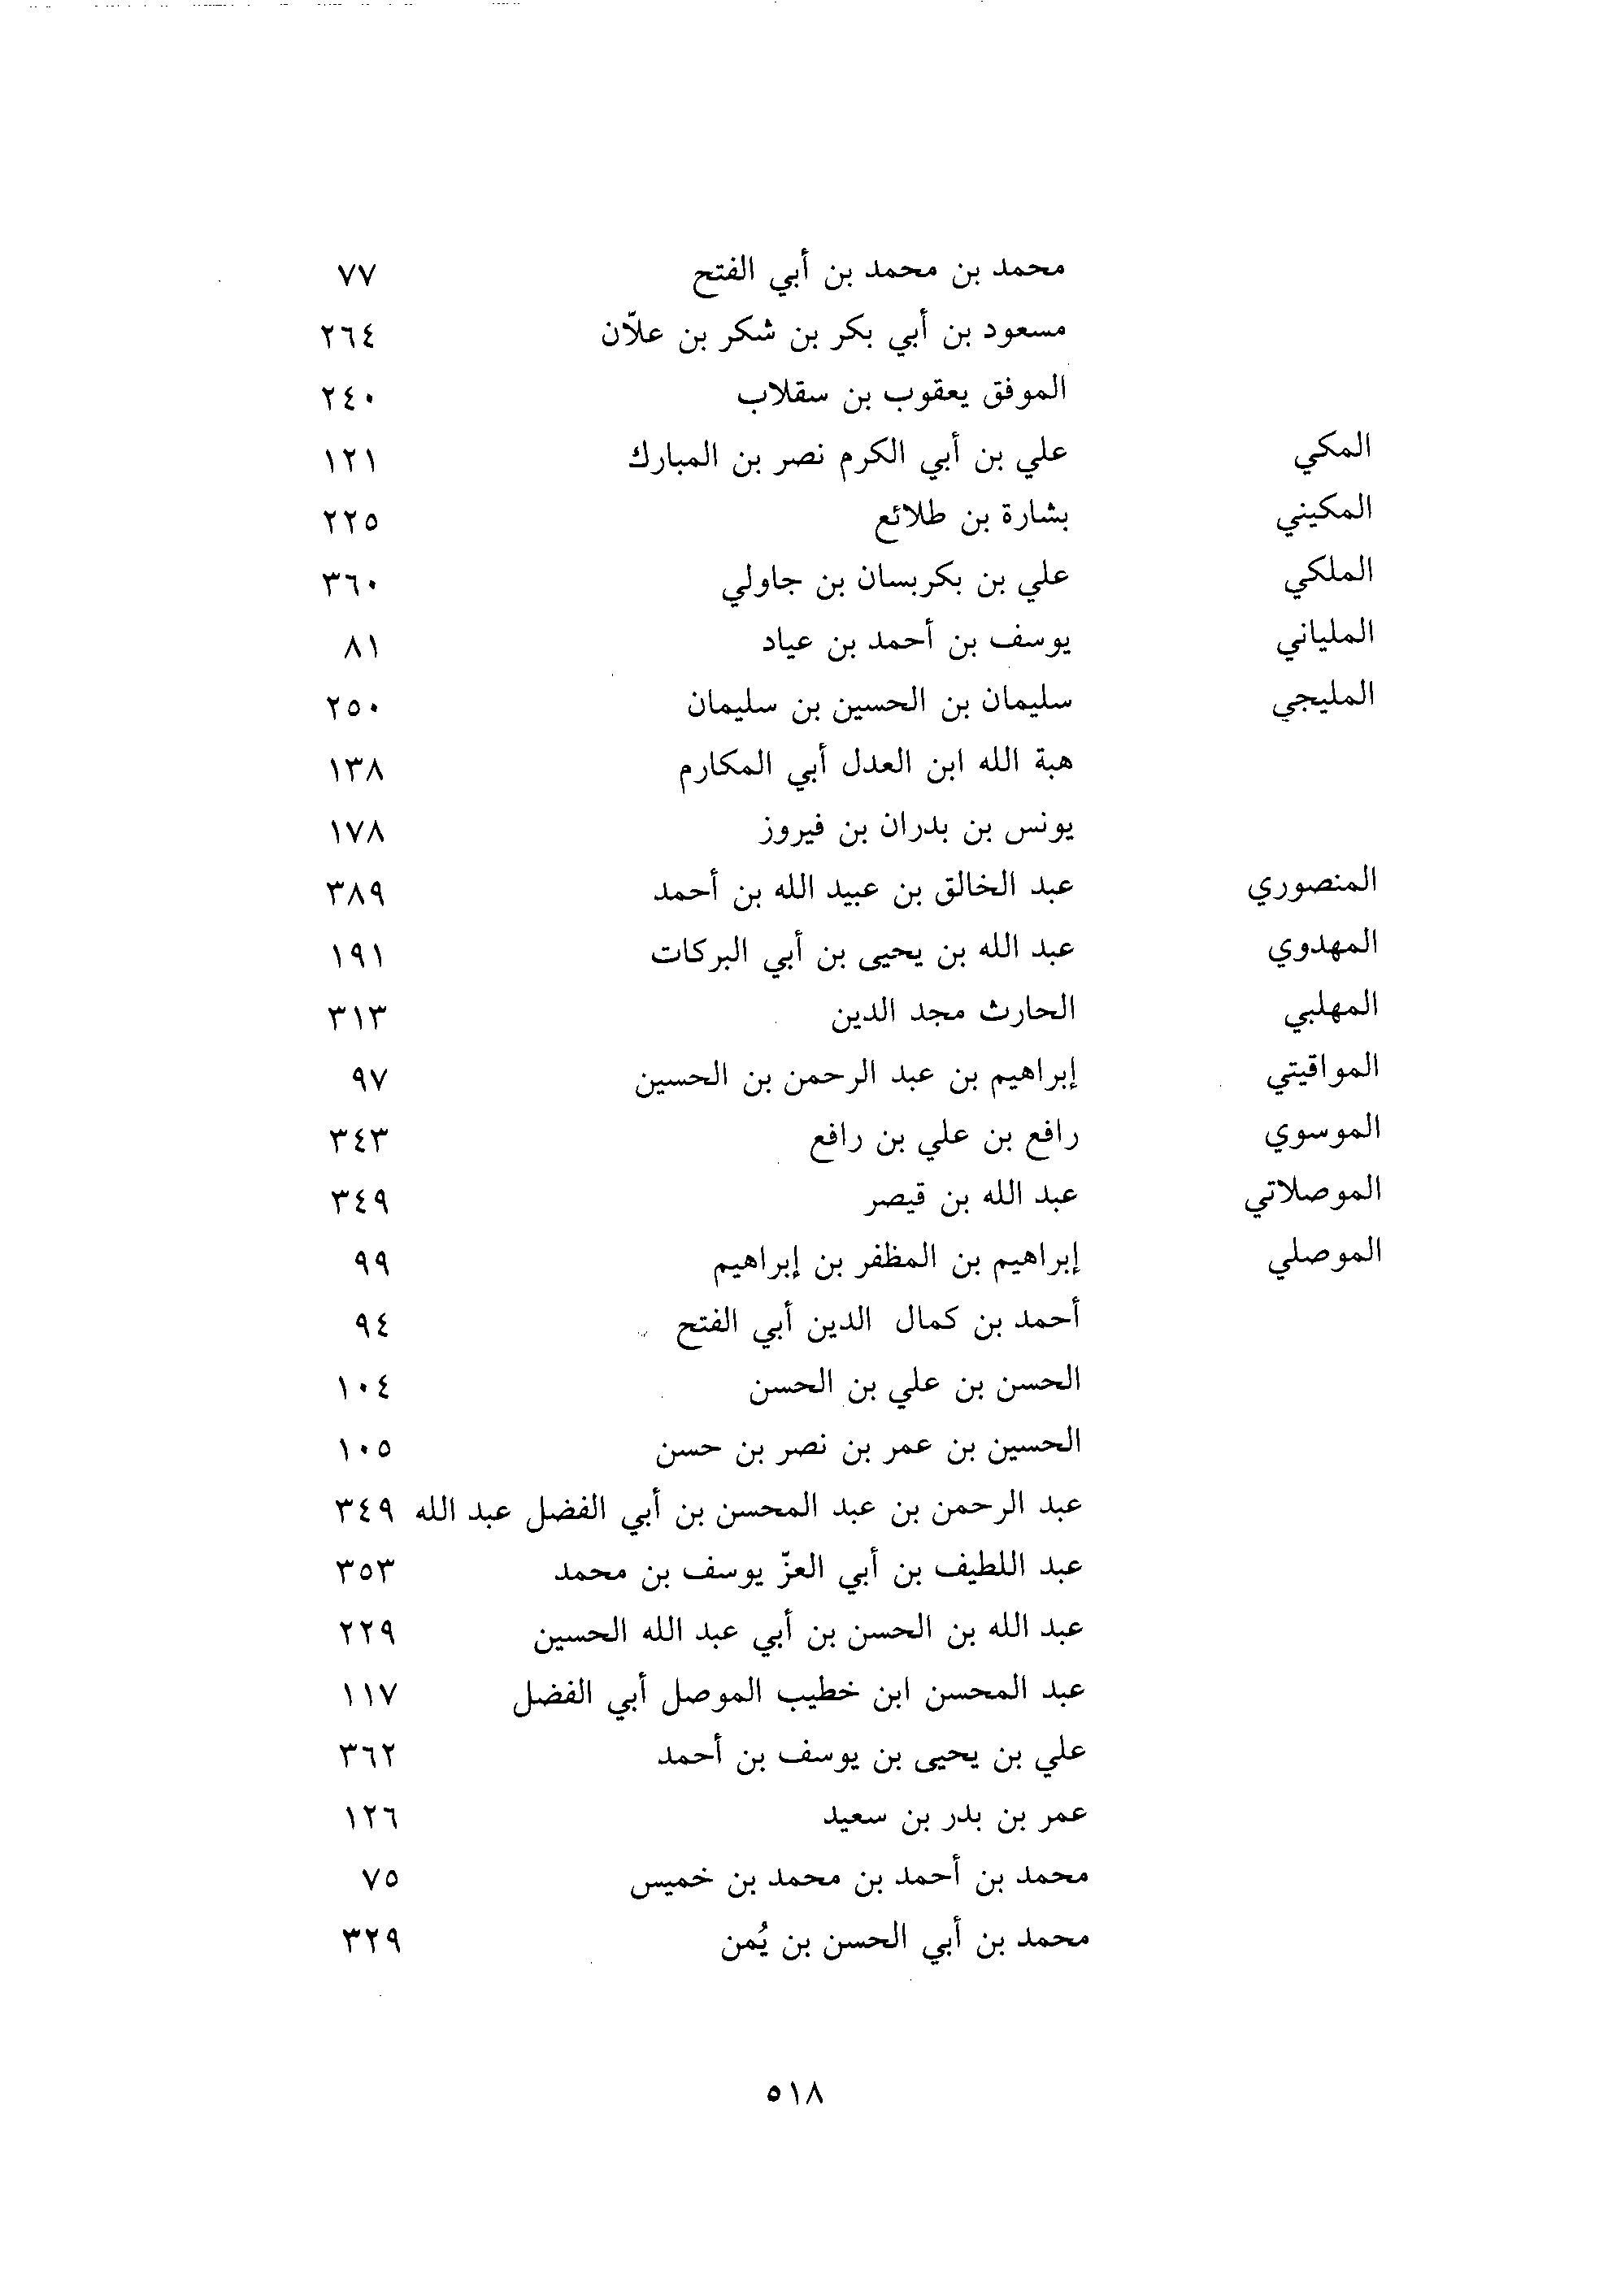 محمد بن محمد بن أبي الفتح ٧٧
مسعود بن أبي بكر بن شكر بن علاّن ٢٦٤
الموفق يعقوب بن سقلاب ٢٤٠
المكي علي بن أبي الكرم نصر بن المبارك ١٢١
المكيني بشارة بن طلائع ٢٢٥
الملكي علي بن بكربسان بن جاولي ٣٦٠
الملياني يوسف بن أحمد بن عياد ٨١
المليجي سليمان بن الحسين بن سليمان ٢٥٠
هبة الله ابن العدل أبي المكارم ١٣٨
يونس بن بدران بن فيروز ١٧٨
المنصوري عبد الخالق بن عبيد الله بن أحمد ٣٨٩
المهدوي عبد الله بن يحيى بن أبي البركات ١٩١
المهلبي الحارث مجد الدين ٣١٣
المواقيتي إبراهيم بن عبد الرحمن بن الحسين ٩٧
الموسوي رافع بن علي بن رافع ٣٤٣
الموصلاتي عبد الله بن قيصر ٣٤٩
الموصلي إبراهيم بن المظفر بن إبراهيم ٩٩
أحمد بن كمال الدين أبي الفتح ٩٤
الحسن بن علي بن الحسن ١٠٤
الحسين بن عمر بن نصر بن حسن ١٠٥
عبد الرحمن بن عبد المحسن بن أبي الفضل عبد الله ٣٤٩
عبد اللطيف بن أبي العزّ يوسف بن محمد ٣٥٣
عبد الله بن الحسن بن أبي عبد الله الحسين ٢٢٩
عبد المحسن ابن خطيب الموصل أبي الفضل ١١٧
علي بن يحيى بن يوسف بن أحمد ٣٦٢
عمر بن بدر بن سعيد ١٢٦
محمد بن أحمد بن محمد بن خميس ٧٥
محمد بن أبي الحسن بن يُمن ٣٢٩
٥١٨